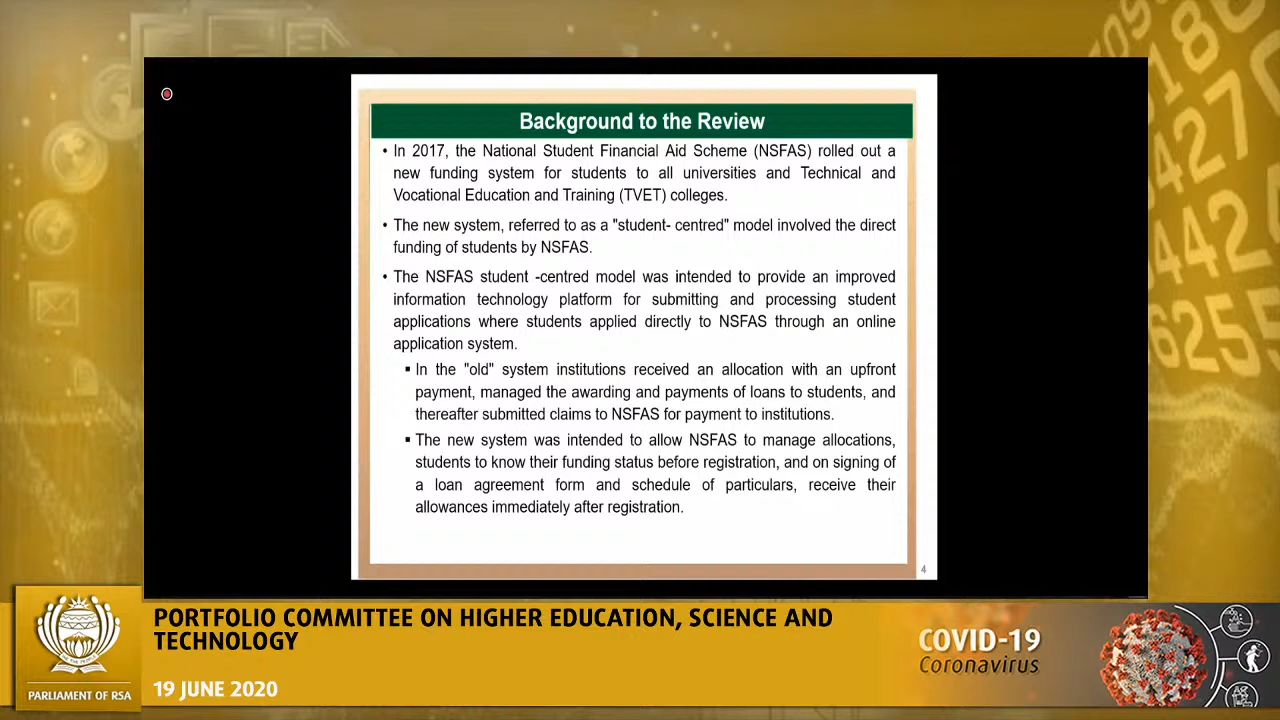 Background to the Review
• In 2017, the National Student Financial Aid Scheme (NSFAS) rolled out a
new funding system for students to all universities and Technical and
Vocational Education and Training (TVET) colleges.
• The new system, referred to as a "student- centred" model involved the direct
funding of students by NSFAS.
• The NSFAS student -centred model was intended to provide an improved
information technology platform for submitting and processing student
applications where students applied directly to NSFAS through an online
application system.
▪ In the "old" system institutions received an allocation with an upfront
payment, managed the awarding and payments of loans to students, and
thereafter submitted claims to NSFAS for payment to institutions.
▪ The new system was intended to allow NSFAS to manage allocations,
students to know their funding status before registration, and on signing of
a loan agreement form and schedule of particulars, receive their
allowances immediately after registration.
4
PORTFOLIO COMMITTEE ON HIGHER EDUCATION, SCIENCE AND
TECHNOLOGY
19 JUNE 2020
PARLIAMENT OF RSA
COVID-19
Coronavirus